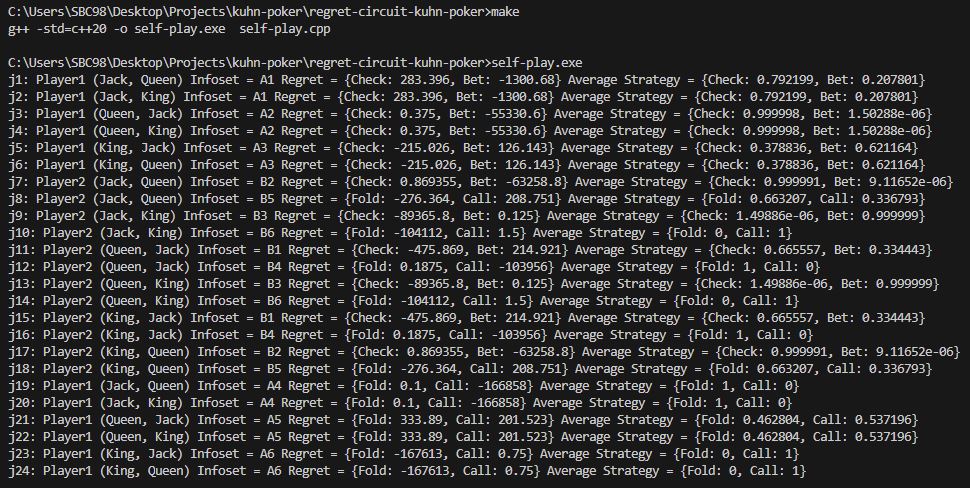 C:\Users\SBC98\Desktop\Projects\kuhn-poker\regret-circuit-kuhn-poker>make
g++ -std=c++20 -o self-play.exe  self-play.cpp
C:\Users\SBC98\Desktop\Projects\kuhn-poker\regret-circuit-kuhn-poker>self-play.exe
j1: Player1 (Jack, Queen) Infoset = A1 Regret = {Check: 283.396, Bet: -1300.68} Average Strategy = {Check: 0.792199, Bet: 0.207801}
j2: Player1 (Jack, King) Infoset = A1 Regret = {Check: 283.396, Bet: -1300.68} Average Strategy = {Check: 0.792199, Bet: 0.207801}
j3: Player1 (Queen, Jack) Infoset = A2 Regret = {Check: 0.375, Bet: -55330.6} Average Strategy = {Check: 0.999998, Bet: 1.50288e-06}
j4: Player1 (Queen, King) Infoset = A2 Regret = {Check: 0.375, Bet: -55330.6} Average Strategy = {Check: 0.999998, Bet: 1.50288e-06}
j5: Player1 (King, Jack) Infoset = A3 Regret = {Check: -215.026, Bet: 126.143} Average Strategy = {Check: 0.378836, Bet: 0.621164}
j6: Player1 (King, Queen) Infoset = A3 Regret = {Check: -215.026, Bet: 126.143} Average Strategy = {Check: 0.378836, Bet: 0.621164}
j7: Player2 (Jack, Queen) Infoset = B2 Regret = {Check: 0.869355, Bet: -63258.8} Average Strategy = {Check: 0.999991, Bet: 9.11652e-06}
j8: Player2 (Jack, Queen) Infoset = B5 Regret = {Fold: -276.364, Call: 208.751} Average Strategy = {Fold: 0.663207, Call: 0.336793}
j9: Player2 (Jack, King) Infoset = B3 Regret = {Check: -89365.8, Bet: 0.125} Average Strategy = {Check: 1.49886e-06, Bet: 0.999999}
j10: Player2 (Jack, King) Infoset = B6 Regret = {Fold: -104112, Call: 1.5} Average Strategy = {Fold: 0, Call: 1}
j11: Player2 (Queen, Jack) Infoset = B1 Regret = {Check: -475.869, Bet: 214.921} Average Strategy = {Check: 0.665557, Bet: 0.334443}
j12: Player2 (Queen, Jack) Infoset = B4 Regret = {Fold: 0.1875, Call: -103956} Average Strategy = {Fold: 1, Call: 0}
j13: Player2 (Queen, King) Infoset = B3 Regret = {Check: -89365.8, Bet: 0.125} Average Strategy = {Check: 1.49886e-06, Bet: 0.999999}
j14: Player2 (Queen, King) Infoset = B6 Regret = {Fold: -104112, Call: 1.5} Average Strategy = {Fold: 0, Call: 1}
j15: Player2 (King, Jack) Infoset = B1 Regret = {Check: -475.869, Bet: 214.921} Average Strategy = {Check: 0.665557, Bet: 0.334443}
j16: Player2 (King, Jack) Infoset = B4 Regret = {Fold: 0.1875, Call: -103956} Average Strategy = {Fold: 1, Call: 0}
j17: Player2 (King, Queen) Infoset = B2 Regret = {Check: 0.869355, Bet: -63258.8} Average Strategy = {Check: 0.999991, Bet: 9.11652e-06}
j18: Player2 (King, Queen) Infoset = B5 Regret = {Fold: -276.364, Call: 208.751} Average Strategy = {Fold: 0.663207, Call: 0.336793}
j19: Player1 (Jack, Queen) Infoset = A4 Regret = {Fold: 0.1, Call: -166858} Average Strategy = {Fold: 1, Call: 0}
j20: Player1 (Jack, King) Infoset = A4 Regret = {Fold: 0.1, Call: -166858} Average Strategy = {Fold: 1, Call: 0}
j21: Player1 (Queen, Jack) Infoset = A5 Regret = {Fold: 333.89, Call: 201.523} Average Strategy = {Fold: 0.462804, Call: 0.537196}
j22: Player1 (Queen, King) Infoset = A5 Regret = {Fold: 333.89, Call: 201.523} Average Strategy = {Fold: 0.462804, Call: 0.537196}
j23: Player1 (King, Jack) Infoset = A6 Regret = {Fold: -167613, Call: 0.75} Average Strategy = {Fold: 0, Call: 1}
j24: Player1 (King, Queen) Infoset = A6 Regret = {Fold: -167613, Call: 0.75} Average Strategy = {Fold: 0, Call: 1}